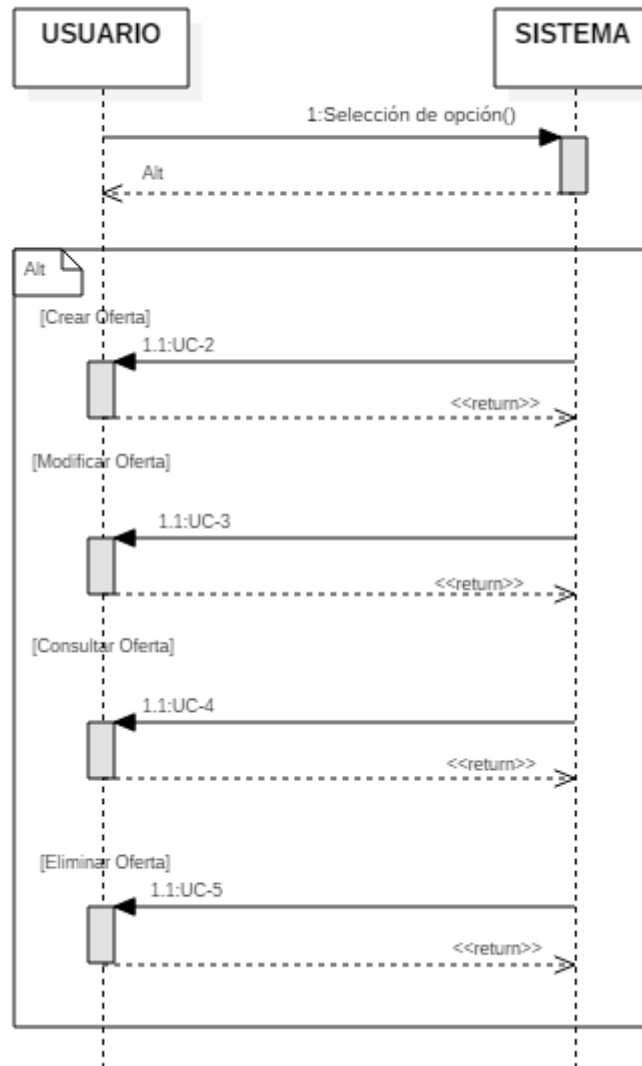 USUARIO
SISTEMA
1:Selección de opción()
Alt
Alt
[Crear Oferta]
1.1:UC-2
<<return>>
[Modificar Oferta]
1.1:UC-3
<<return>>
[Consultar Oferta]
1.1:UC-4
<<return>>
[Eliminar Oferta]
1.1:UC-5
<<return>>